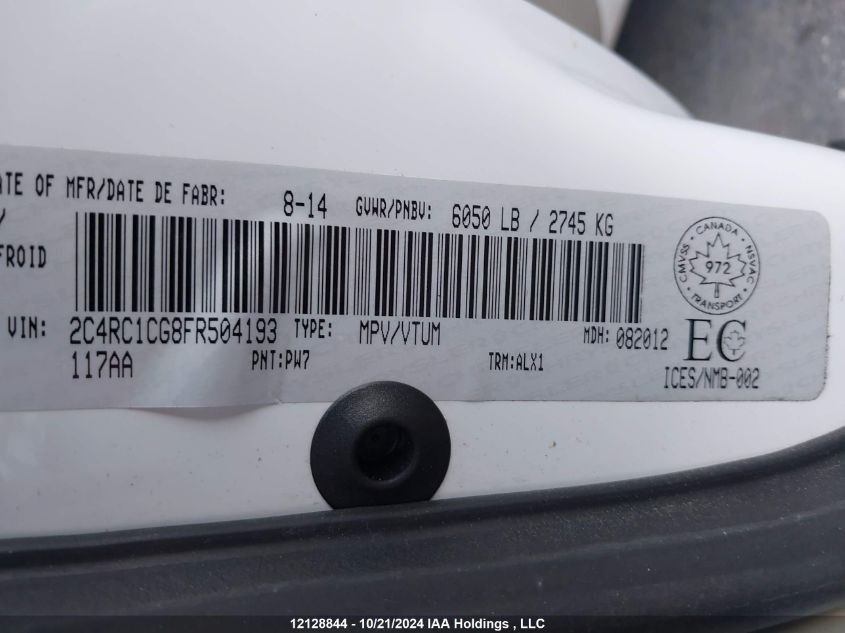 ATE OF MFR/DATE DE FABR: 8-14 GVWR/PNBV: 6050 LB / 2745 KG
FROID
CANADA
CMVSS 972 NSVAC
TRANSPORT
VIN: 2C4RC1CG8FR504193 TYPE: MPV/VTUM MDH: 082012 EC
117AA PNT:PW7 TRM:ALX1 ICES/NMB-002
12128844 - 10/21/2024 IAA Holdings , LLC